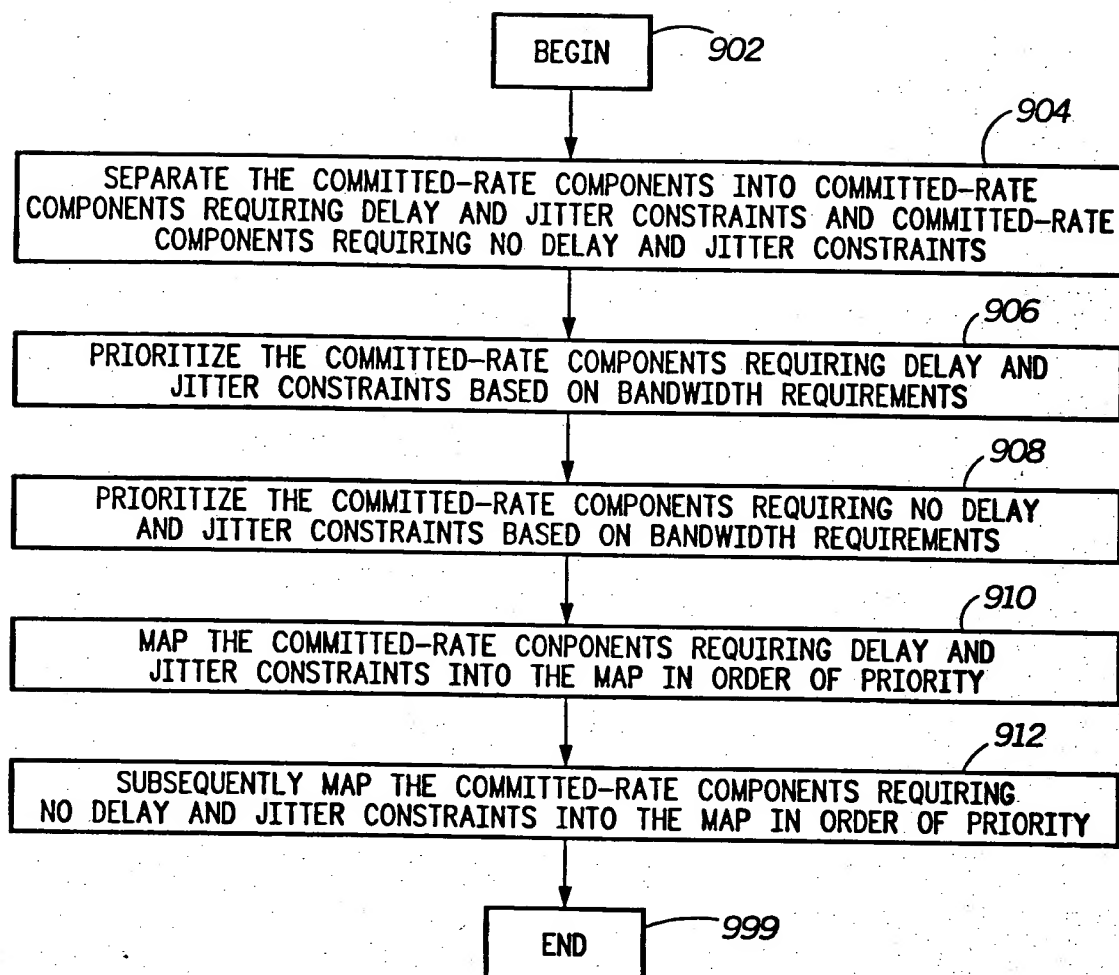 BEGIN
902
904
SEPARATE THE COMMITTED-RATE COMPONENTS INTO COMMITTED-RATE
COMPONENTS REQUIRING DELAY AND JITTER CONSTRAINTS AND COMMITTED-RATE
COMPONENTS REQUIRING NO DELAY AND JITTER CONSTRAINTS
906
PRIORITIZE THE COMMITTED-RATE COMPONENTS REQUIRING DELAY AND
JITTER CONSTRAINTS BASED ON BANDWIDTH REQUIREMENTS
908
PRIORITIZE THE COMMITTED-RATE COMPONENTS REQUIRING NO DELAY
AND JITTER CONSTRAINTS BASED ON BANDWIDTH REQUIREMENTS
910
MAP THE COMMITTED-RATE CONPONENTS REQUIRING DELAY AND
JITTER CONSTRAINTS INTO THE MAP IN ORDER OF PRIORITY
912
SUBSEQUENTLY MAP THE COMMITTED-RATE COMPONENTS REQUIRING
NO DELAY AND JITTER CONSTRAINTS INTO THE MAP IN ORDER OF PRIORITY
END
999